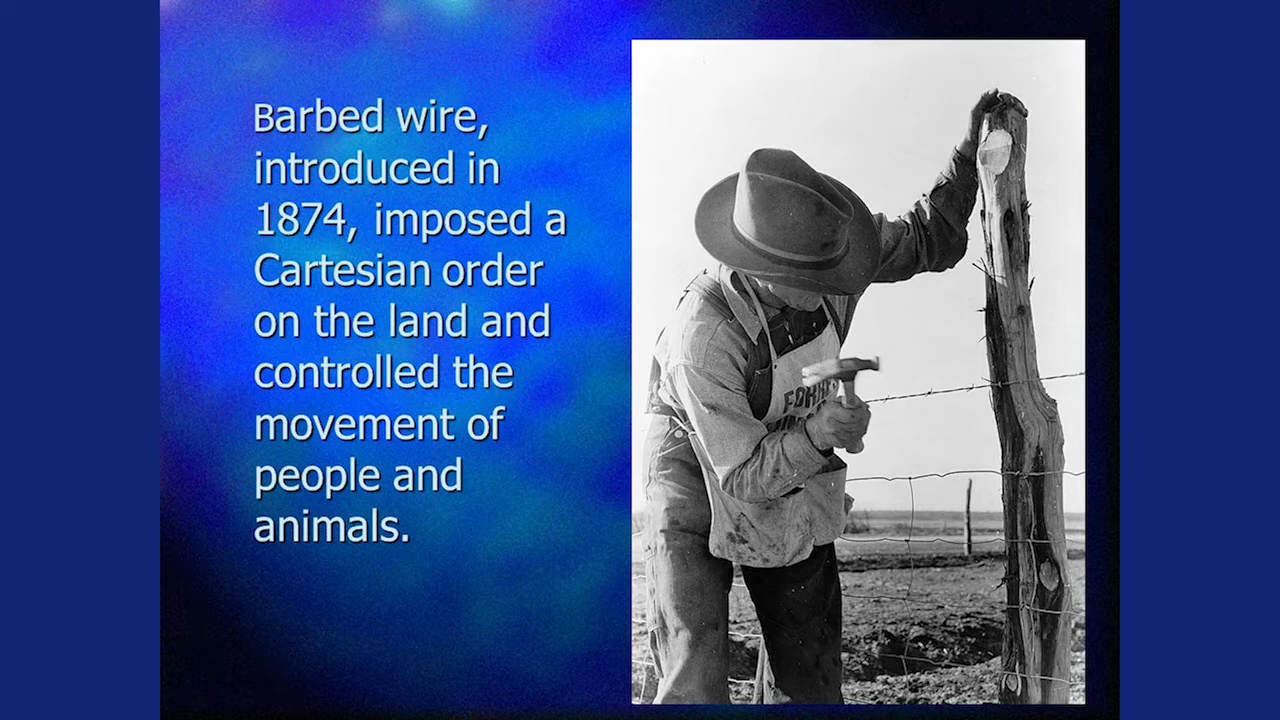 Barbed wire,
introduced in
1874, imposed a
Cartesian order
on the land and
controlled the
movement of
people and
animals.